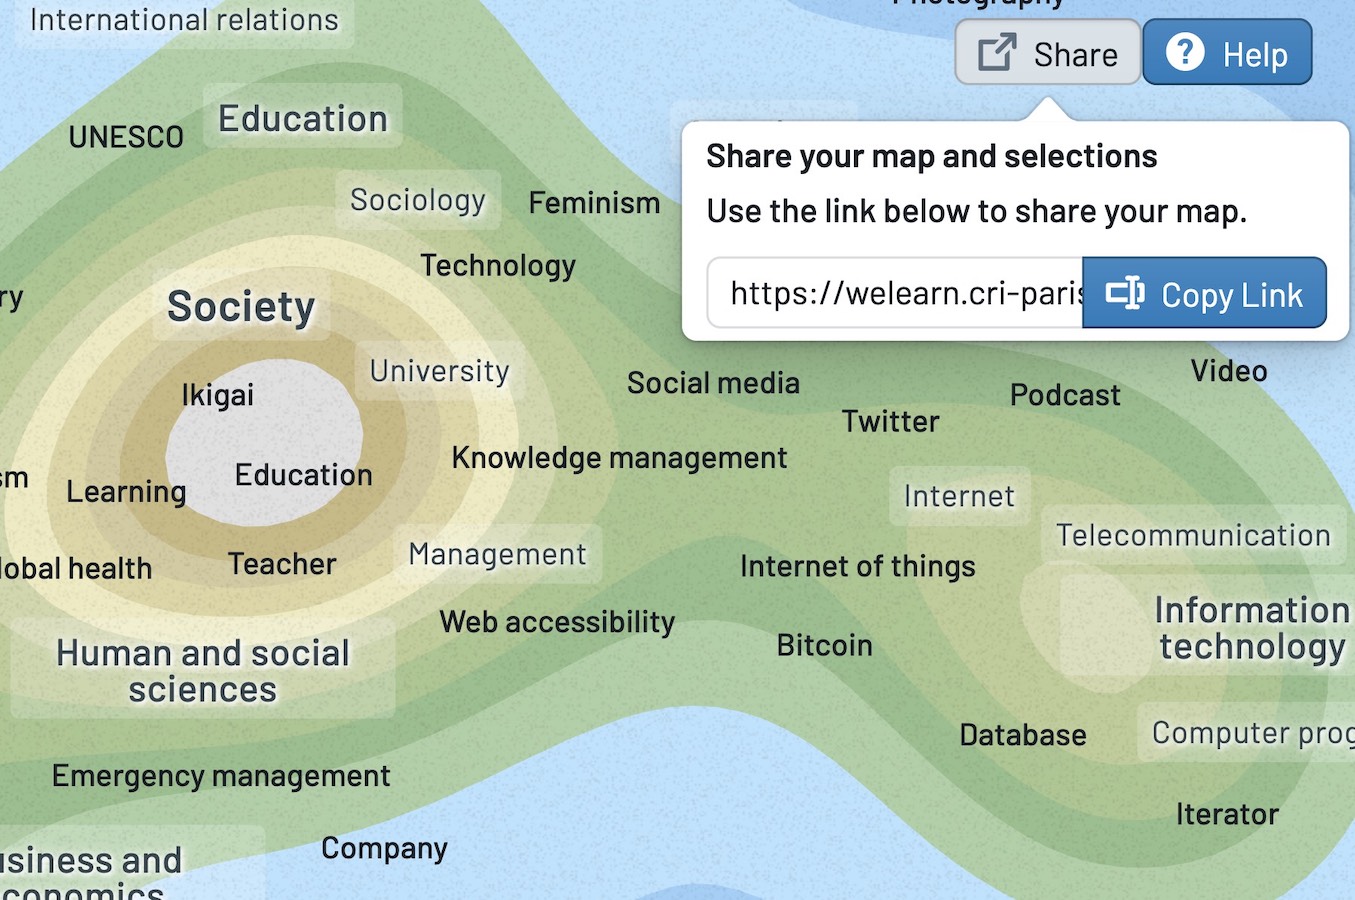 International relations
Photography
Share
Help
Education
UNESCO
Share your map and selections
Sociology
Feminism
Use the link below to share your map.
Technology
https://welearn.cri-paris
Copy Link
ry
Society
University
Video
Ikigai
Social media
Podcast
Twitter
Knowledge management
sm
Learning
Education
Internet
Telecommunication
lobal health
Teacher
Management
Internet of things
Information
technology
Web accessibility
Bitcoin
Human and social
sciences
Database
Computer prog
Emergency management
Iterator
Company
usiness and
conomics